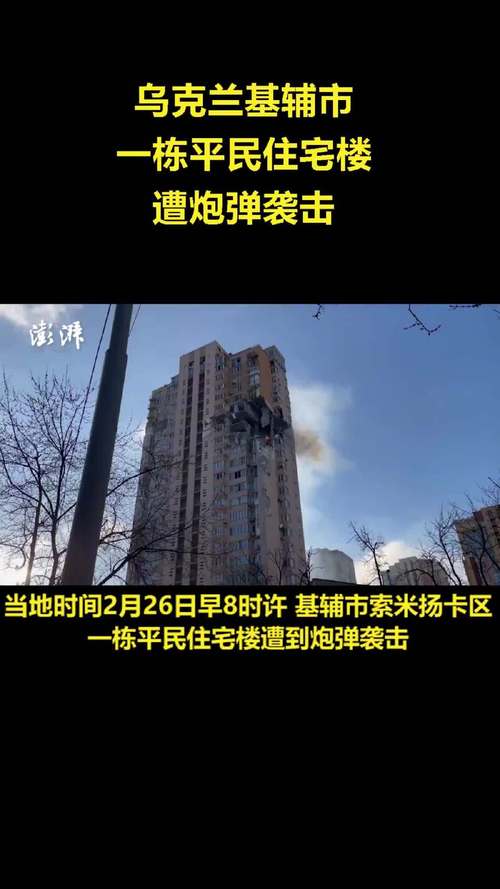 乌克兰基辅市
一栋平民住宅楼
遭炮弹袭击
澎湃
当地时间2月26日早8时许 基辅市索米扬卡区
一栋平民住宅楼遭到炮弹袭击